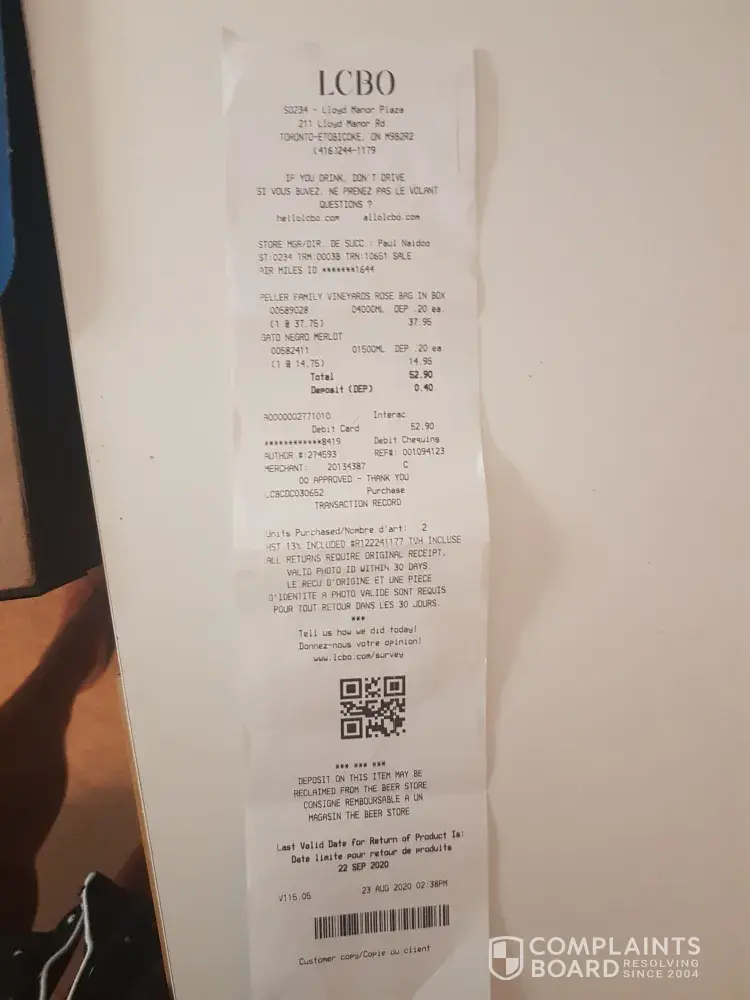 LCBO
S0234 - Lloyd Manor Plaza
211 Lloyd Manor Rd.
TORONTO-ETOBICOKE, ON M9B2R2
(416)244-1179
IF YOU DRINK, DON'T DRIVE
SI VOUS BUVEZ, NE PRENEZ PAS LE VOLANT
QUESTIONS ?
hellolcbo.com allolcbo.com
STORE MGR/DIR. DE SUCC.: Paul Naidoo
ST:0234 TRM:0003B TRN:10651 SALE
AIR MILES ID *******1644
PELLER FAMILY VINEYARDS ROSE BAG IN BOX
00589028 04000ML DEP .20 ea.
(1 @ 37.75) 37.95
GATO NEGRO MERLOT
00582411 01500ML DEP .20 ea
(1 @ 14.75) 14.95
Total 52.90
Deposit (DEP) 0.40
A0000002771010 Interac
Debit Card 52.90
************8419 Debit Chequing
AUTHOR.#:274593 REF#: 001094123
MERCHANT: 20134387 C
00 APPROVED - THANK YOU
LCBCDC030652 Purchase
TRANSACTION RECORD
Units Purchased/Nombre d'art: 2
HST 13% INCLUDED #R122241177 TVH INCLUSE
ALL RETURNS REQUIRE ORIGINAL RECEIPT,
VALID PHOTO ID WITHIN 30 DAYS.
LE RECU D'ORIGINE ET UNE PIECE
D'IDENTITE A PHOTO VALIDE SONT REQUIS
POUR TOUT RETOUR DANS LES 30 JOURS.
***
Tell us how we did today!
Donnez-nous votre opinion!
www.lcbo.com/survey
*** *** ***
DEPOSIT ON THIS ITEM MAY BE
RECLAIMED FROM THE BEER STORE
CONSIGNE REMBOURSABLE A UN
MAGASIN THE BEER STORE
Last Valid Date for Return of Product Is:
Date limite pour retour de produits
22 SEP 2020
V115.05 23 AUG 2020 02:38PM
Customer copy/Copie du client
COMPLAINTS
BOARD RESOLVING
SINCE 2004